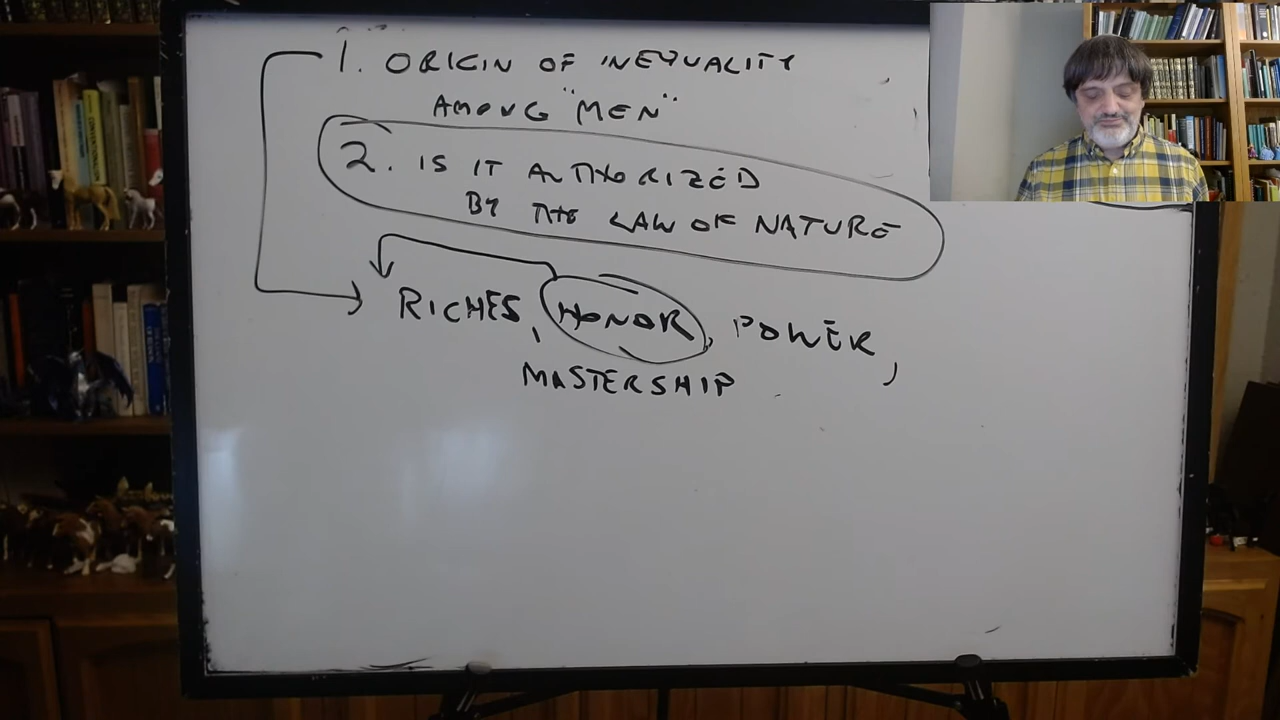 1. ORIGIN OF INEQUALITY
AMONG "MEN"
2. IS IT AUTHORIZED
BY THE LAW OF NATURE
RICHES, HONOR, POWER,
MASTERSHIP